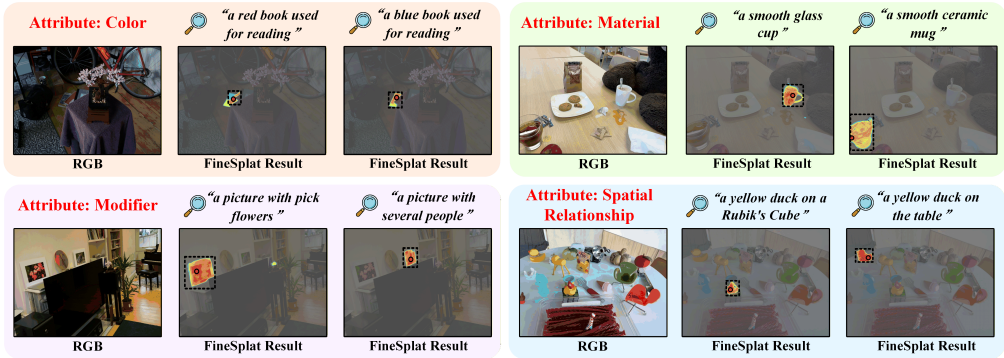 Attribute: Color
“a red book used
for reading”
“a blue book used
for reading”
RGB
FineSplat Result
FineSplat Result
Attribute: Material
“a smooth glass
cup”
“a smooth ceramic
mug”
RGB
FineSplat Result
FineSplat Result
Attribute: Modifier
“a picture with pick
flowers”
“a picture with
several people”
RGB
FineSplat Result
FineSplat Result
Attribute: Spatial
Relationship
“a yellow duck on a
Rubik's Cube”
“a yellow duck on
the table”
RGB
FineSplat Result
FineSplat Result